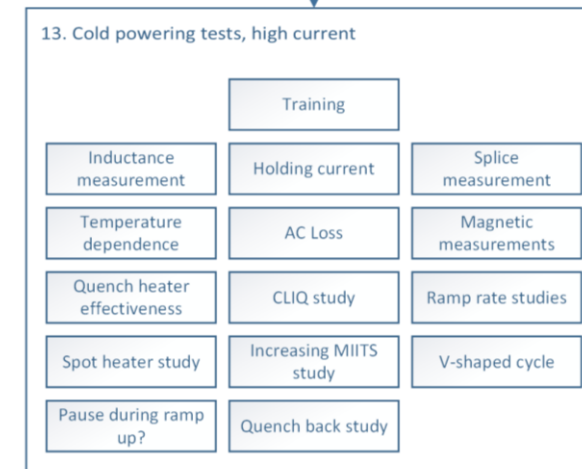 13. Cold powering tests, high current
Training
Inductance
measurement
Holding current
Splice
measurement
Temperature
dependence
AC Loss
Magnetic
measurements
Quench heater
effectiveness
CLIQ study
Ramp rate studies
Spot heater study
Increasing MIITS
study
V-shaped cycle
Pause during ramp
up?
Quench back study